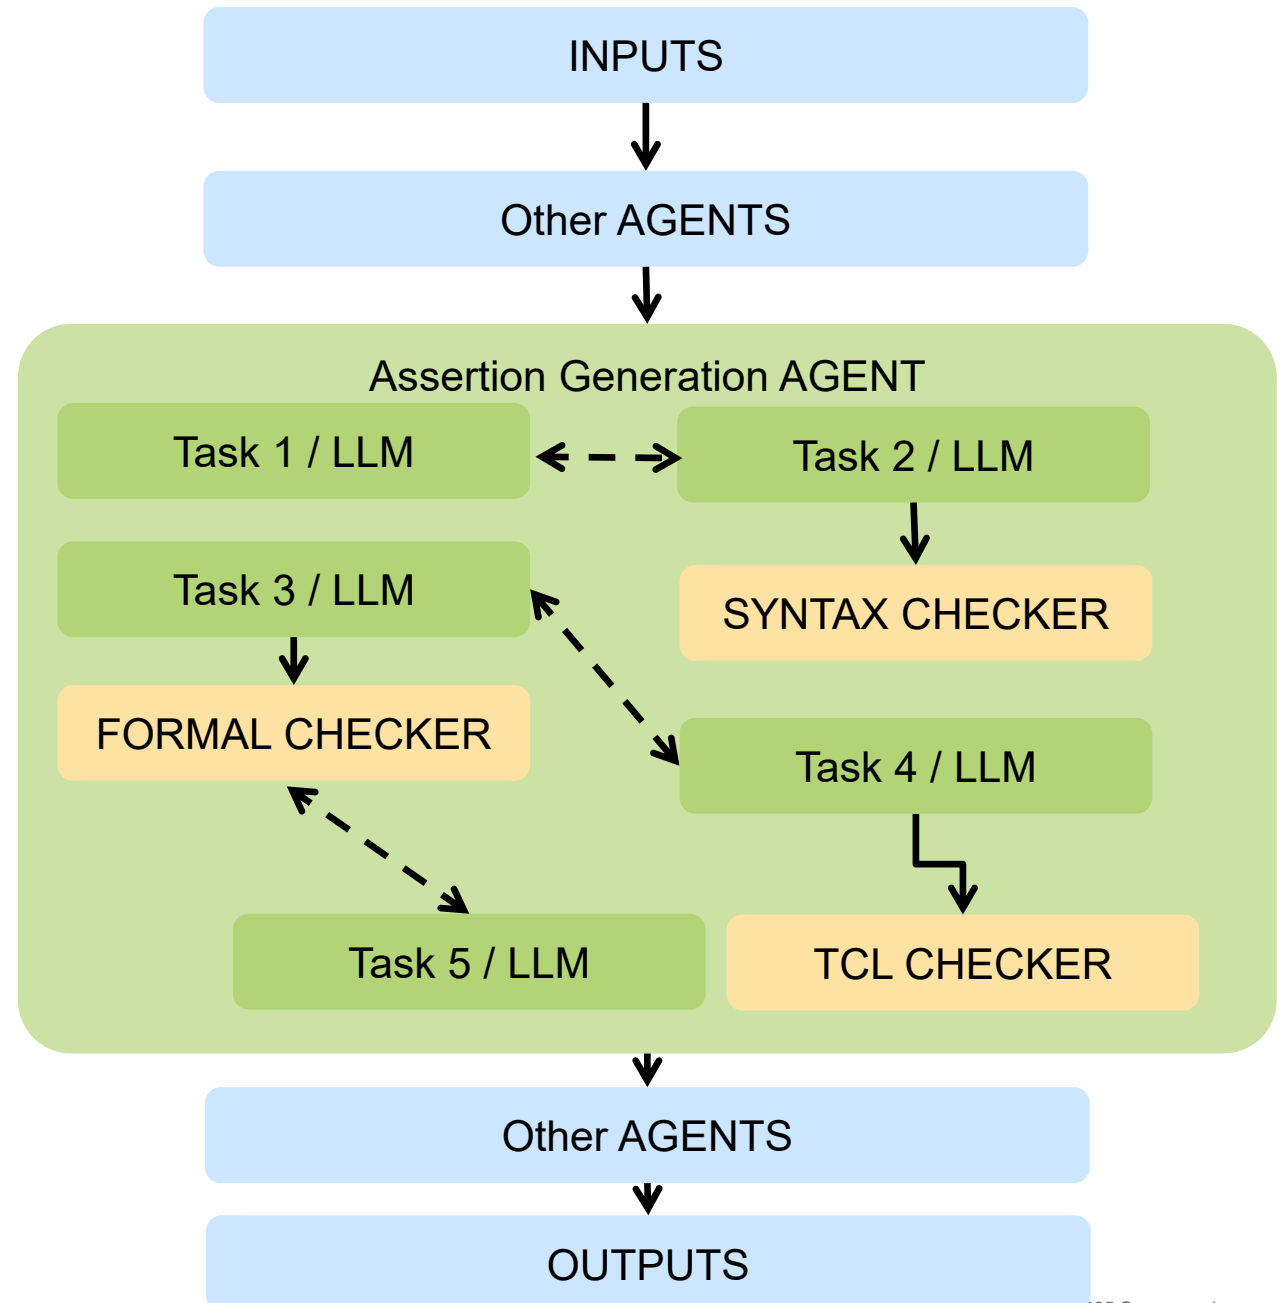 INPUTS
Other AGENTS
Assertion Generation AGENT
Task 1 / LLM
Task 2 / LLM
Task 3 / LLM
SYNTAX CHECKER
FORMAL CHECKER
Task 4 / LLM
Task 5 / LLM
TCL CHECKER
Other AGENTS
OUTPUTS